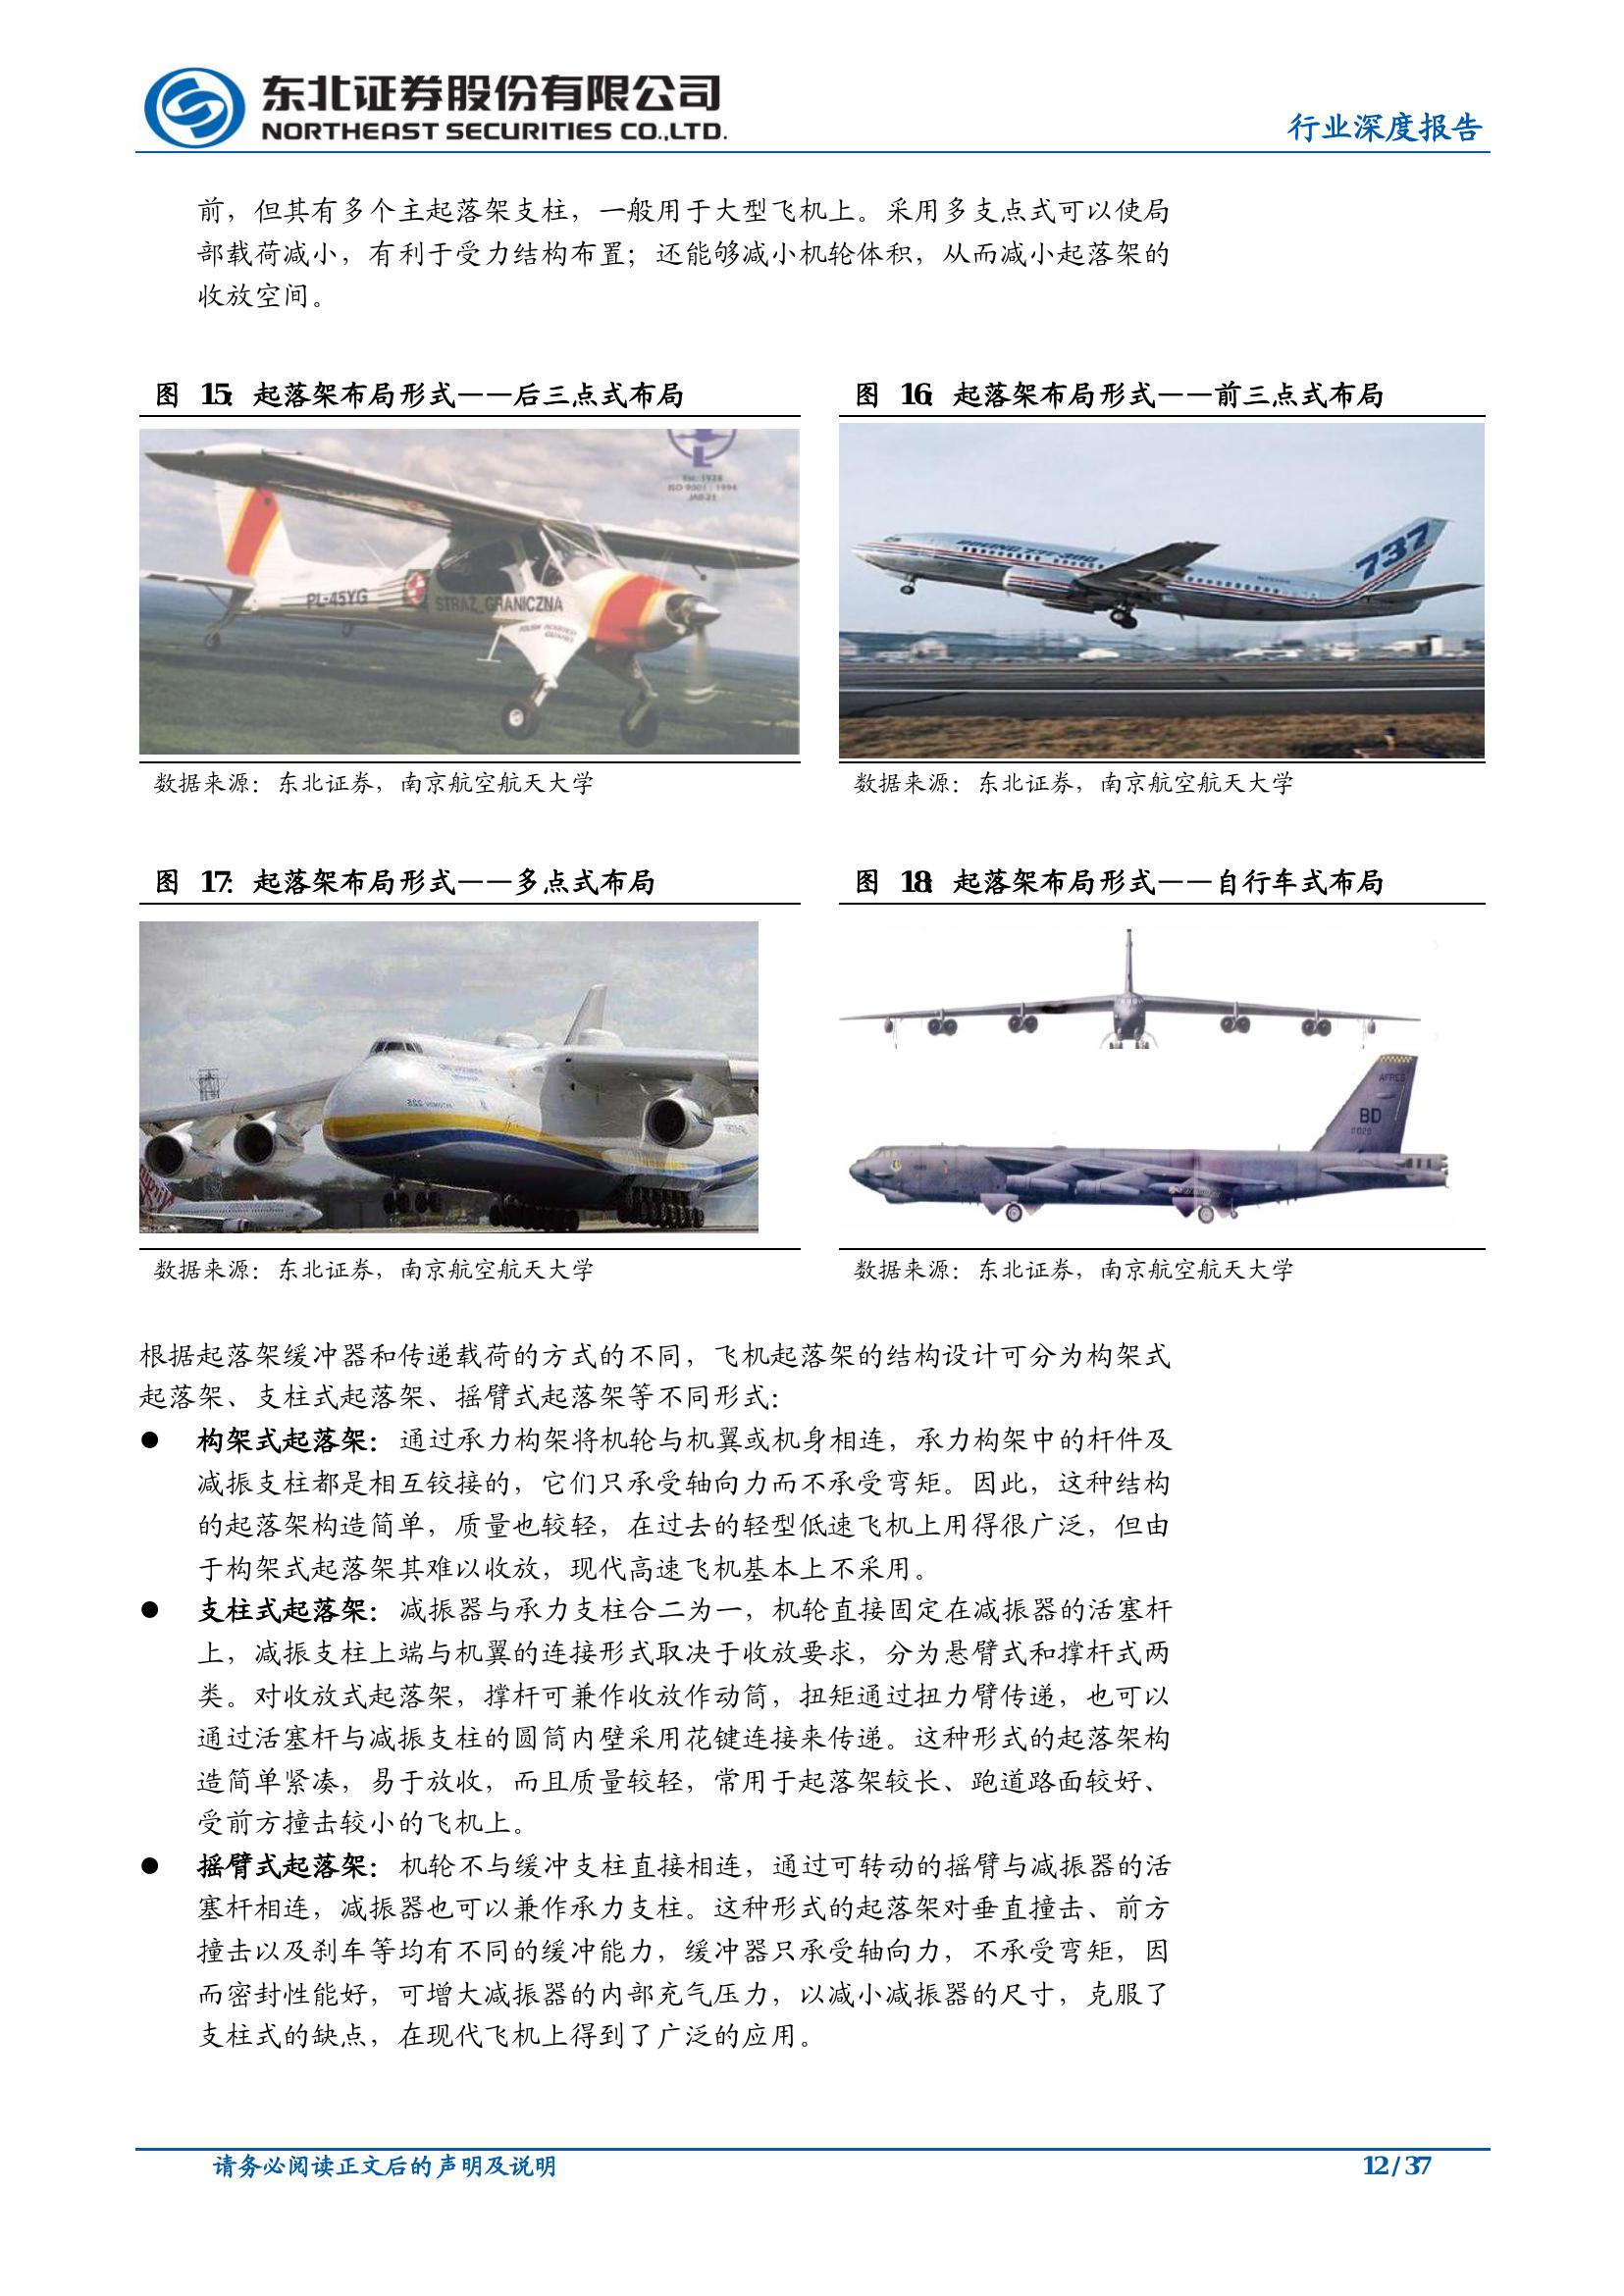 东北证券股份有限公司
NORTHEAST SECURITIES CO.,LTD.
行业深度报告
前，但其有多个主起落架支柱，一般用于大型飞机上。采用多支点式可以使局
部载荷减小，有利于受力结构布置；还能够减小机轮体积，从而减小起落架的
收放空间。
图 15：起落架布局形式——后三点式布局
图 16：起落架布局形式——前三点式布局
Est. 1928
ISO 9001 : 1994
JAR-21
PL-45YG
STRAŻ GRANICZNA
BOEING 737-300
737
数据来源：东北证券，南京航空航天大学
数据来源：东北证券，南京航空航天大学
图 17：起落架布局形式——多点式布局
图 18：起落架布局形式——自行车式布局
AFRES
BD
数据来源：东北证券，南京航空航天大学
数据来源：东北证券，南京航空航天大学
根据起落架缓冲器和传递载荷的方式的不同，飞机起落架的结构设计可分为构架式
起落架、支柱式起落架、摇臂式起落架等不同形式：
● 构架式起落架：通过承力构架将机轮与机翼或机身相连，承力构架中的杆件及
减振支柱都是相互铰接的，它们只承受轴向力而不承受弯矩。因此，这种结构
的起落架构造简单，质量也较轻，在过去的轻型低速飞机上用得很广泛，但由
于构架式起落架其难以收放，现代高速飞机基本上不采用。
● 支柱式起落架：减振器与承力支柱合二为一，机轮直接固定在减振器的活塞杆
上，减振支柱上端与机翼的连接形式取决于收放要求，分为悬臂式和撑杆式两
类。对收放式起落架，撑杆可兼作收放作动筒，扭矩通过扭力臂传递，也可以
通过活塞杆与减振支柱的圆筒内壁采用花键连接来传递。这种形式的起落架构
造简单紧凑，易于放收，而且质量较轻，常用于起落架较长、跑道路面较好、
受前方撞击较小的飞机上。
● 摇臂式起落架：机轮不与缓冲支柱直接相连，通过可转动的摇臂与减振器的活
塞杆相连，减振器也可以兼作承力支柱。这种形式的起落架对垂直撞击、前方
撞击以及刹车等均有不同的缓冲能力，缓冲器只承受轴向力，不承受弯矩，因
而密封性能好，可增大减振器的内部充气压力，以减小减振器的尺寸，克服了
支柱式的缺点，在现代飞机上得到了广泛的应用。
请务必阅读正文后的声明及说明
12 / 37